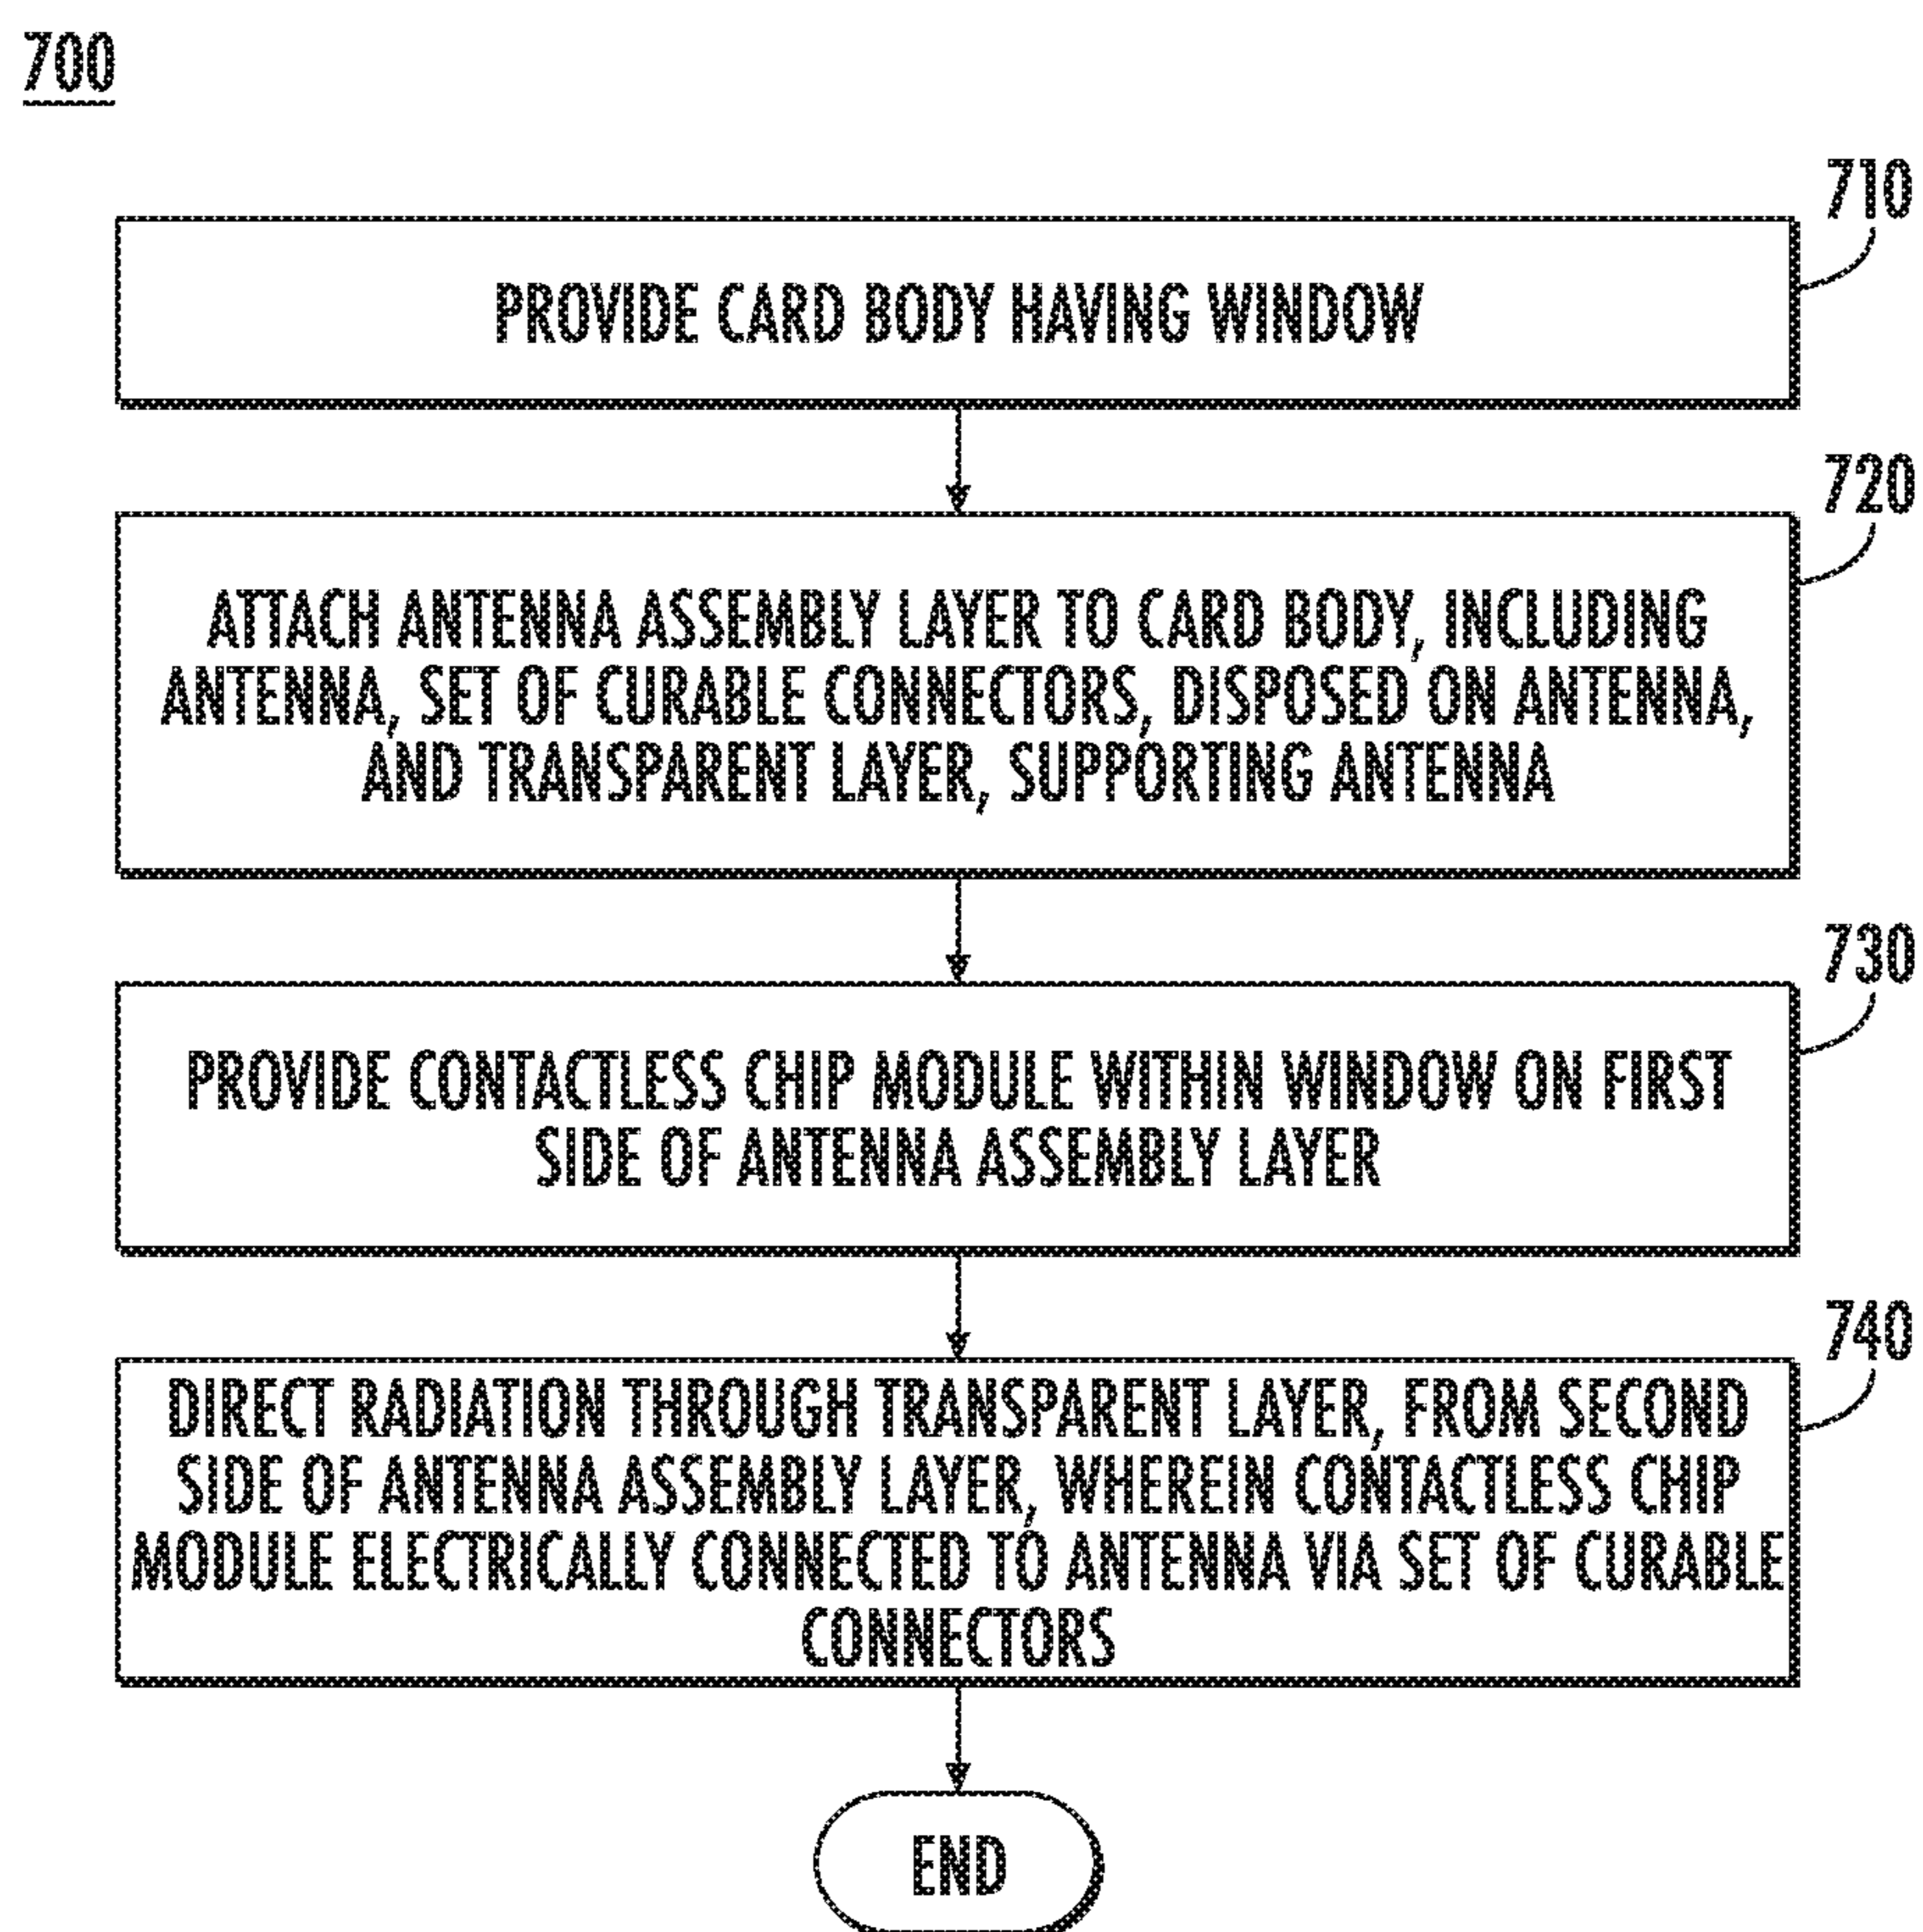 700
710
PROVIDE CARD BODY HAVING WINDOW
720
ATTACH ANTENNA ASSEMBLY LAYER TO CARD BODY, INCLUDING
ANTENNA, SET OF CURABLE CONNECTORS, DISPOSED ON ANTENNA,
AND TRANSPARENT LAYER, SUPPORTING ANTENNA
730
PROVIDE CONTACTLESS CHIP MODULE WITHIN WINDOW ON FIRST
SIDE OF ANTENNA ASSEMBLY LAYER
740
DIRECT RADIATION THROUGH TRANSPARENT LAYER, FROM SECOND
SIDE OF ANTENNA ASSEMBLY LAYER, WHEREIN CONTACTLESS CHIP
MODULE ELECTRICALLY CONNECTED TO ANTENNA VIA SET OF CURABLE
CONNECTORS
END